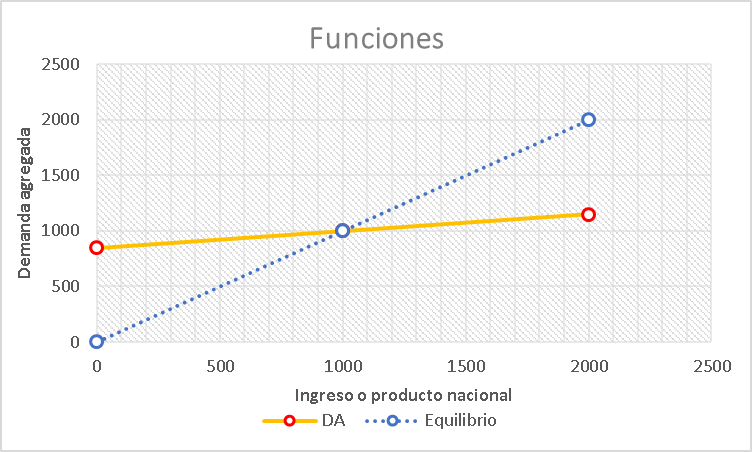 Funciones
2500
2000
1500
1000
500
0
Demanda agregada
0 500 1000 1500 2000 2500
Ingreso o producto nacional
DA Equilibrio